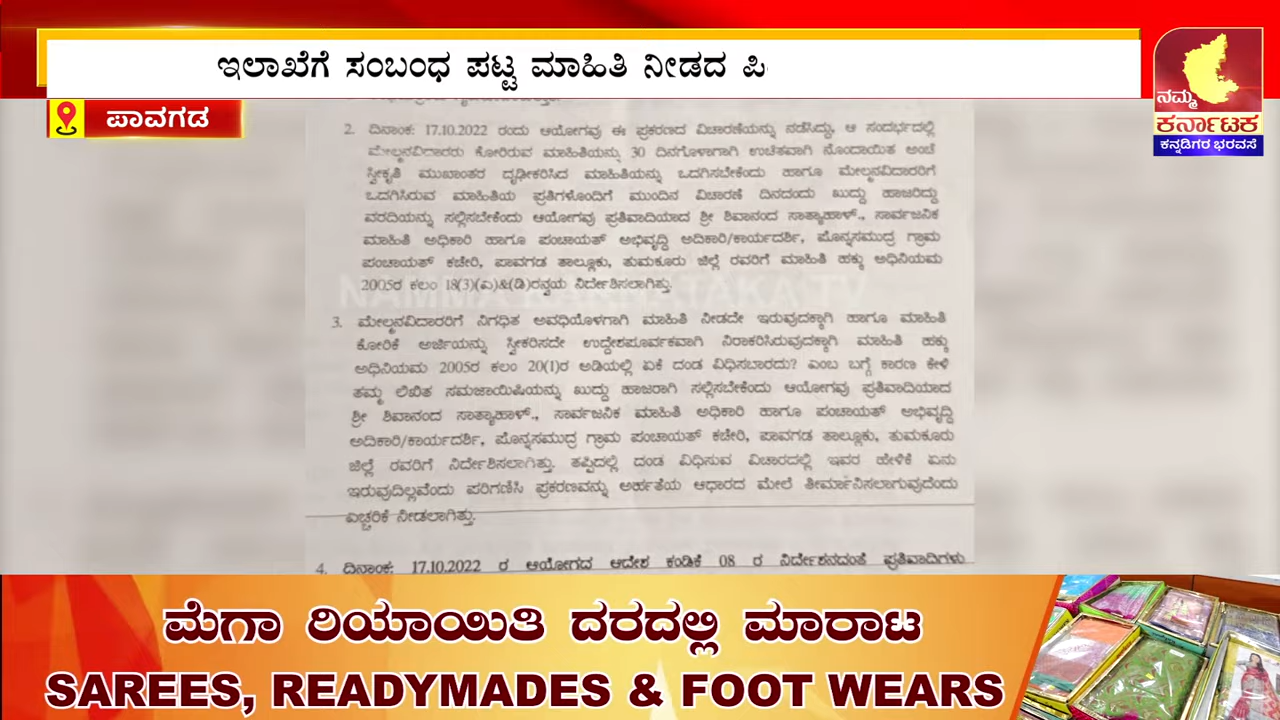 ಇಲಾಖೆಗೆ ಸಂಬಂಧ ಪಟ್ಟ ಮಾಹಿತಿ ನೀಡದ
ಪಾವಗಡ
ನಮ್ಮ
ಕರ್ನಾಟಕ
ಕನ್ನಡಿಗರ ಭರವಸೆ
2. ದಿನಾಂಕ: 17.10.2022 ರಂದು ಆಯೋಗವು ಈ ಪ್ರಕರಣದ ವಿಚಾರಣೆಯನ್ನು ನಡೆಸಿದ್ದು, ಆ ಸಂದರ್ಭದಲ್ಲಿ
ಮೇಲ್ಮನವಿದಾರರು ಕೋರಿರುವ ಮಾಹಿತಿಯನ್ನು 30 ದಿನಗೊಳಗಾಗಿ ಉಚಿತವಾಗಿ ನೊಂದಾಯಿತ ಅಂಚೆ
ಸ್ವೀಕೃತಿ ಮುಖಾಂತರ ದೃಢೀಕರಿಸಿದ ಮಾಹಿತಿಯನ್ನು ಒದಗಿಸಬೇಕೆಂದು ಹಾಗೂ ಮೇಲ್ಮನವಿದಾರರಿಗೆ
ಒದಗಿಸಿರುವ ಮಾಹಿತಿಯ ಪ್ರತಿಗಳೊಂದಿಗೆ ಮುಂದಿನ ವಿಚಾರಣೆ ದಿನದಂದು ಖುದ್ದು ಹಾಜರಿದ್ದು
ವರದಿಯನ್ನು ಸಲ್ಲಿಸಬೇಕೆಂದು ಆಯೋಗವು ಪ್ರತಿವಾದಿಯಾದ ಶ್ರೀ ಶಿವಾನಂದ ಸಾತ್ಯಾಹಾಳ್., ಸಾರ್ವಜನಿಕ
ಮಾಹಿತಿ ಅಧಿಕಾರಿ ಹಾಗೂ ಪಂಚಾಯತ್ ಅಭಿವೃದ್ಧಿ ಅದಿಕಾರಿ/ಕಾರ್ಯದರ್ಶಿ, ಪೊನ್ನಸಮುದ್ರ ಗ್ರಾಮ
ಪಂಚಾಯತ್ ಕಚೇರಿ, ಪಾವಗಡ ತಾಲ್ಲೂಕು, ತುಮಕೂರು ಜಿಲ್ಲೆ ರವರಿಗೆ ಮಾಹಿತಿ ಹಕ್ಕು ಅಧಿನಿಯಮ
2005ರ ಕಲಂ 18(3)(ಎ)&(ಡಿ)ರನ್ವಯ ನಿರ್ದೇಶಿಸಲಾಗಿತ್ತು.
NAMMA KARNATAKA TV
3. ಮೇಲ್ಮನವಿದಾರರಿಗೆ ನಿಗಧಿತ ಅವಧಿಯೊಳಗಾಗಿ ಮಾಹಿತಿ ನೀಡದೇ ಇರುವುದಕ್ಕಾಗಿ ಹಾಗೂ ಮಾಹಿತಿ
ಕೋರಿಕೆ ಅರ್ಜಿಯನ್ನು ಸ್ವೀಕರಿಸದೇ ಉದ್ದೇಶಪೂರ್ವಕವಾಗಿ ನಿರಾಕರಿಸಿರುವುದಕ್ಕಾಗಿ ಮಾಹಿತಿ ಹಕ್ಕು
ಅಧಿನಿಯಮ 2005ರ ಕಲಂ 20(1)ರ ಅಡಿಯಲ್ಲಿ ಏಕೆ ದಂಡ ವಿಧಿಸಬಾರದು? ಎಂಬ ಬಗ್ಗೆ ಕಾರಣ ಕೇಳಿ
ತಮ್ಮ ಲಿಖಿತ ಸಮಜಾಯಿಷಿಯನ್ನು ಖುದ್ದು ಹಾಜರಾಗಿ ಸಲ್ಲಿಸಬೇಕೆಂದು ಆಯೋಗವು ಪ್ರತಿವಾದಿಯಾದ
ಶ್ರೀ ಶಿವಾನಂದ ಸಾತ್ಯಾಹಾಳ್., ಸಾರ್ವಜನಿಕ ಮಾಹಿತಿ ಅಧಿಕಾರಿ ಹಾಗೂ ಪಂಚಾಯತ್ ಅಭಿವೃದ್ಧಿ
ಅದಿಕಾರಿ/ಕಾರ್ಯದರ್ಶಿ, ಪೊನ್ನಸಮುದ್ರ ಗ್ರಾಮ ಪಂಚಾಯತ್ ಕಚೇರಿ, ಪಾವಗಡ ತಾಲ್ಲೂಕು, ತುಮಕೂರು
ಜಿಲ್ಲೆ ರವರಿಗೆ ನಿರ್ದೇಶಿಸಲಾಗಿತ್ತು. ತಪ್ಪಿದಲ್ಲಿ ದಂಡ ವಿಧಿಸುವ ವಿಚಾರದಲ್ಲಿ ಇವರ ಹೇಳಿಕೆ ಏನು
ಇರುವುದಿಲ್ಲವೆಂದು ಪರಿಗಣಿಸಿ ಪ್ರಕರಣವನ್ನು ಅರ್ಹತೆಯ ಆಧಾರದ ಮೇಲೆ ತೀರ್ಮಾನಿಸಲಾಗುವುದೆಂದು
ಎಚ್ಚರಿಕೆ ನೀಡಲಾಗಿತ್ತು.
4. ದಿನಾಂಕ: 17.10.2022 ರ ಆಯೋಗದ ಆದೇಶ ಕಂಡಿಕೆ 08 ರ ನಿರ್ದೇಶನದಂತೆ ಪ್ರತಿವಾದಿಗಳು
ಮೆಗಾ ರಿಯಾಯಿತಿ ದರದಲ್ಲಿ ಮಾರಾಟ
SAREES, READYMADES & FOOT WEARS